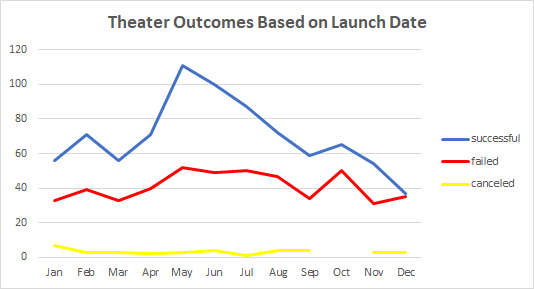 Theater Outcomes Based on Launch Date
120
100
80
60
40
20
0
Jan Feb Mar Apr May Jun Jul Aug Sep Oct Nov Dec
successful
failed
canceled